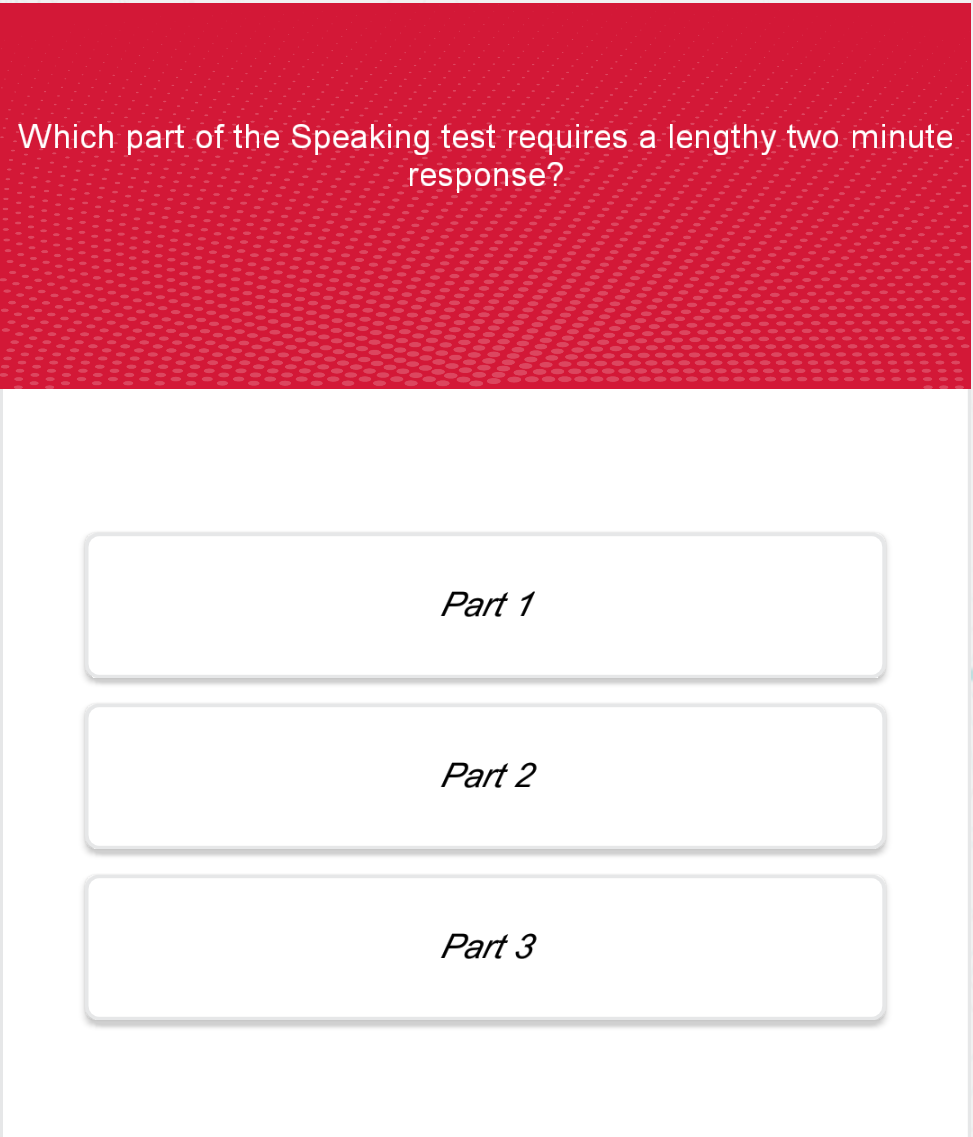 Which part of the Speaking test requires a lengthy two minute
response?
Part 1
Part 2
Part 3